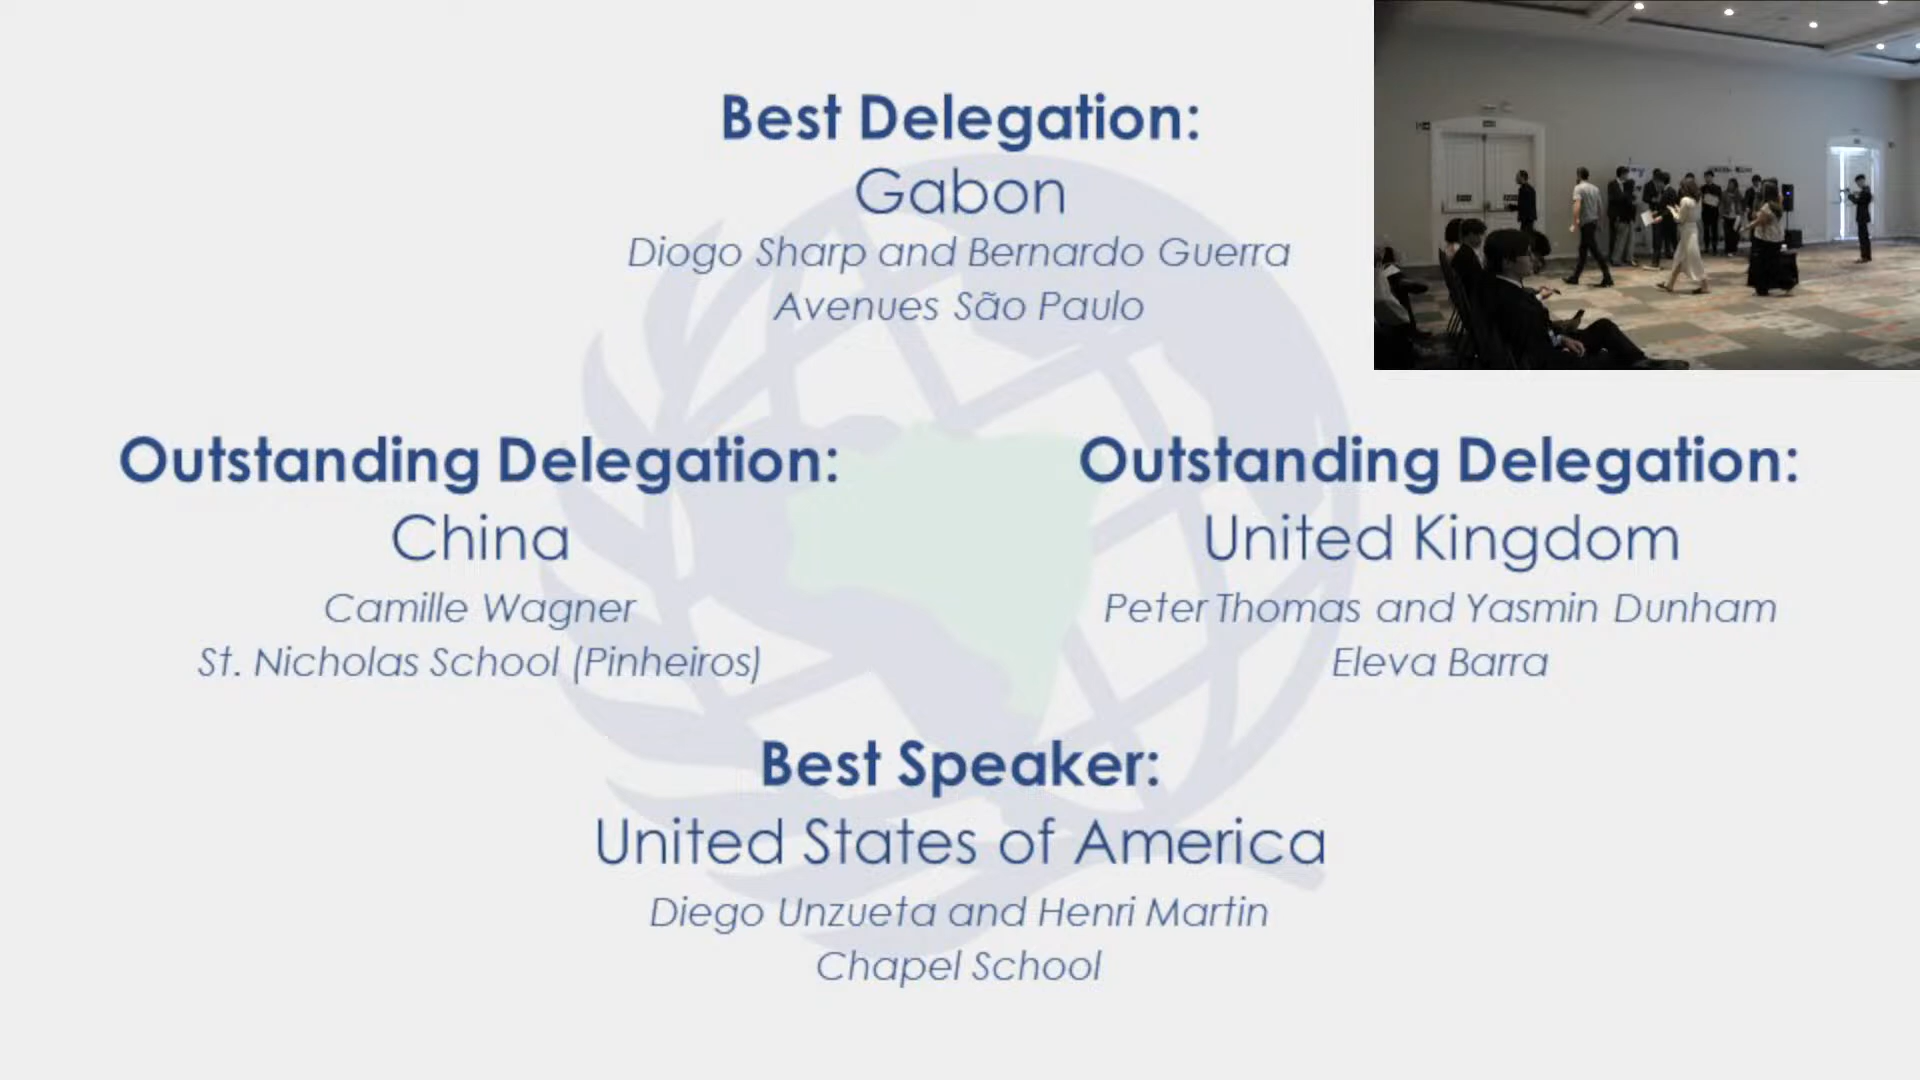 Best Delegation:
Gabon
Diogo Sharp and Bernardo Guerra
Avenues São Paulo
Outstanding Delegation:
China
Camille Wagner
St. Nicholas School (Pinheiros)
Outstanding Delegation:
United Kingdom
Peter Thomas and Yasmin Dunham
Eleva Barra
Best Speaker:
United States of America
Diego Unzueta and Henri Martin
Chapel School